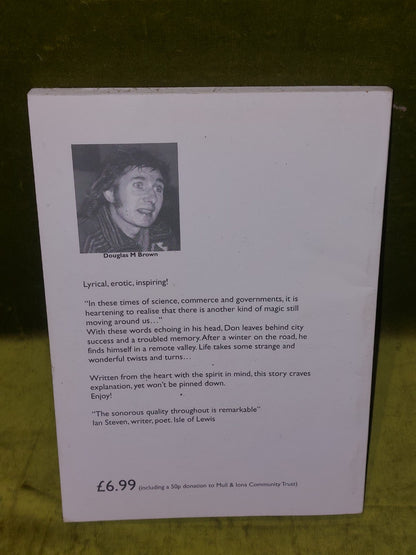 Douglas M Brown
Lyrical, erotic, inspiring!
"In these times of science, commerce and governments, it is
heartening to realise that there is another kind of magic still
moving around us..."
With these words echoing in his head, Don leaves behind city
success and a troubled memory. After a winter on the road, he
finds himself in a remote valley. Life takes some strange and
wonderful twists and turns...
Written from the heart with the spirit in mind, this story craves
explanation, yet won't be pinned down.
Enjoy!
"The sonorous quality throughout is remarkable"
Ian Steven, writer, poet. Isle of Lewis
£6.99 (including a 50p donation to Mull & Iona Community Trust)